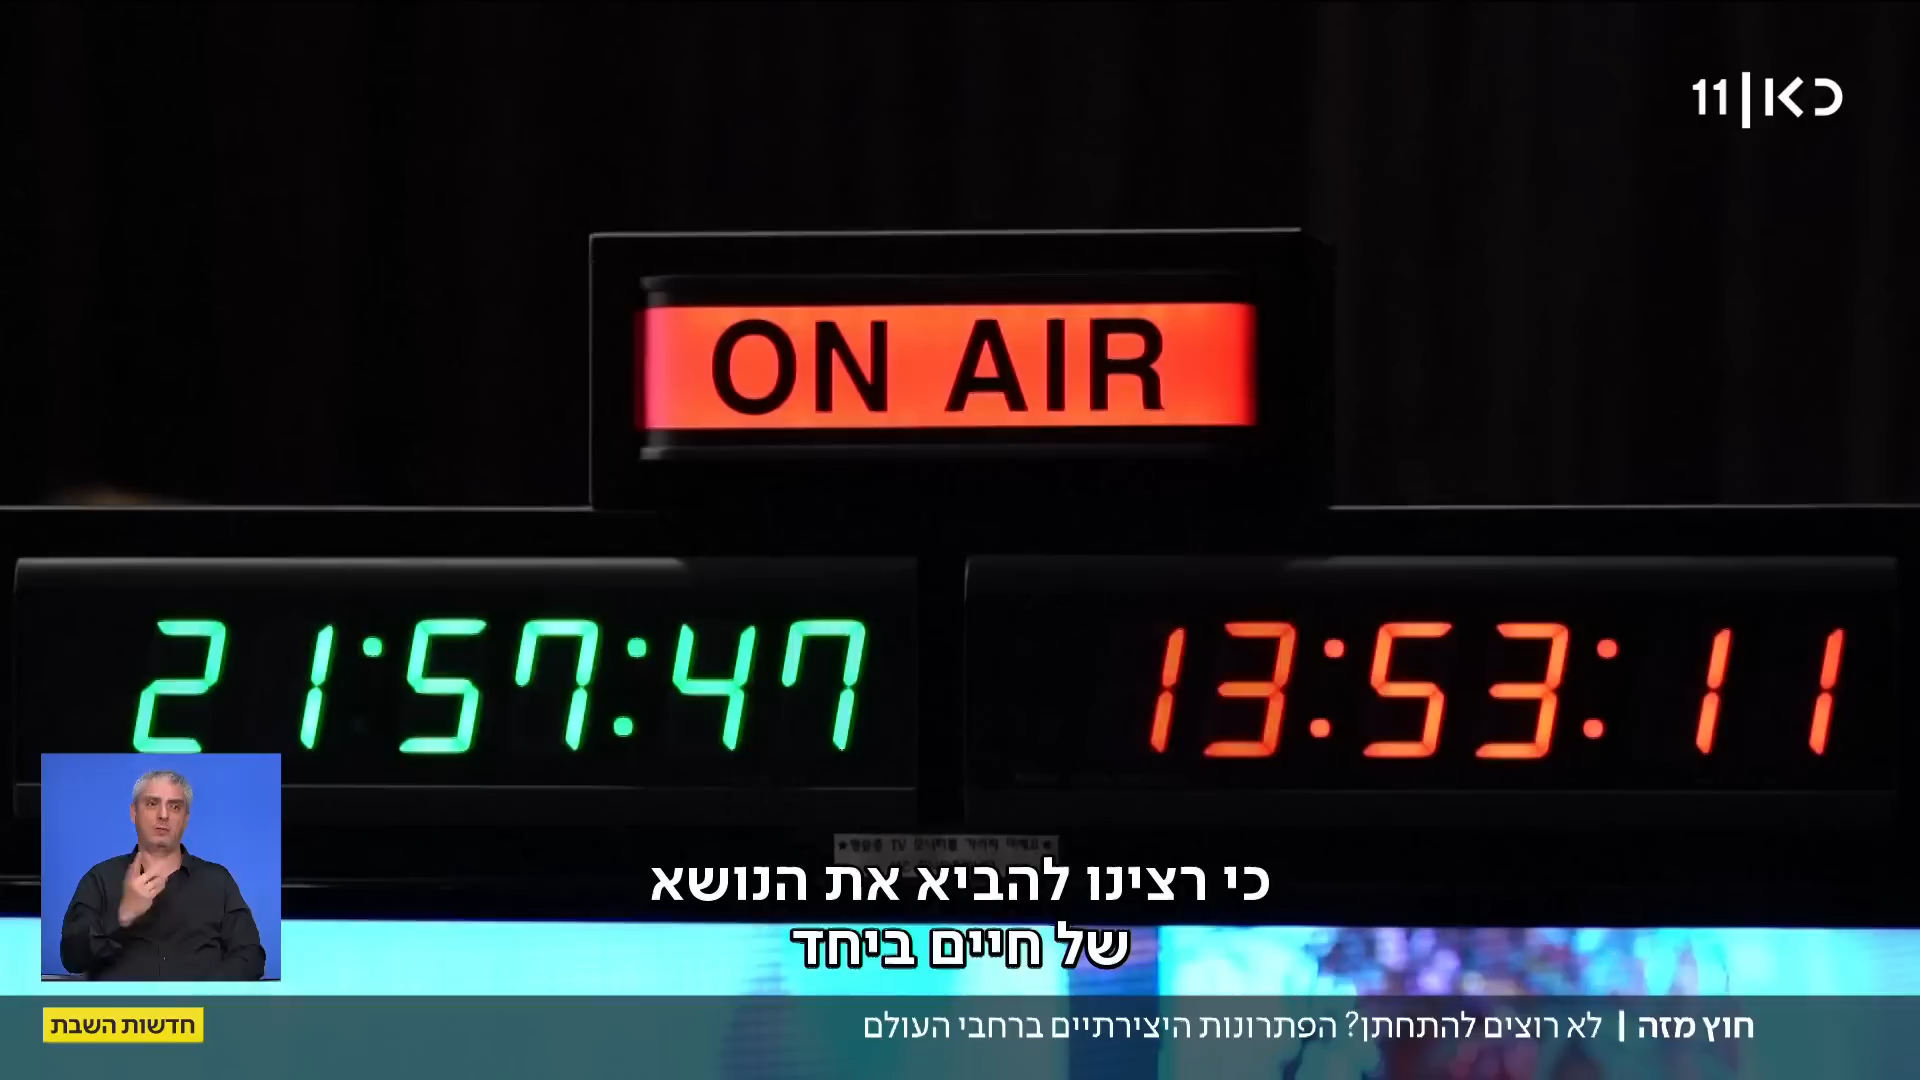 כאן 11
ON AIR
21:57:47
13:53:11
כי רצינו להביא את הנושא
של חיים ביחד
חוץ מזה | לא רוצים להתחתן? הפתרונות היצירתיים ברחבי העולם
חדשות השבת